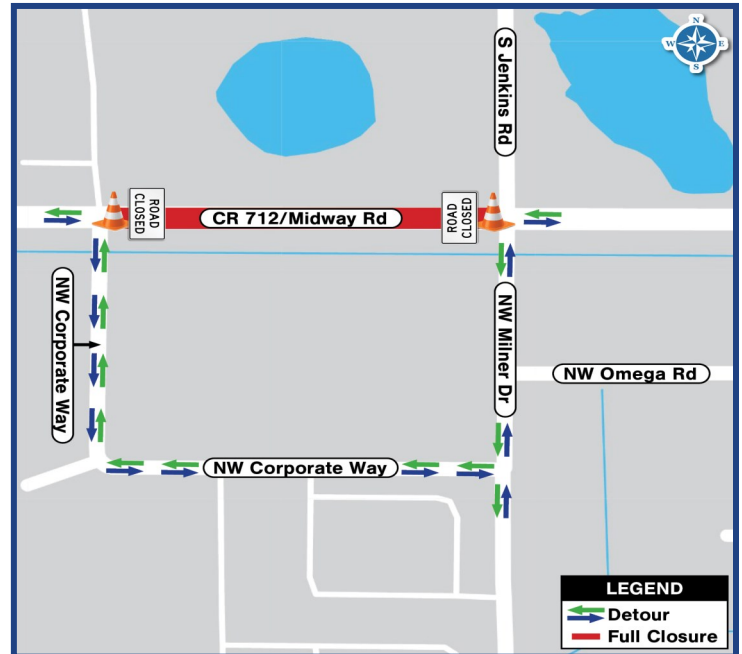 N
W
E
S
S Jenkins Rd
ROAD
CLOSED
CR 712/Midway Rd
ROAD
CLOSED
NW Corporate Way
NW Milner Dr
NW Omega Rd
NW Corporate Way
LEGEND
Detour
Full Closure